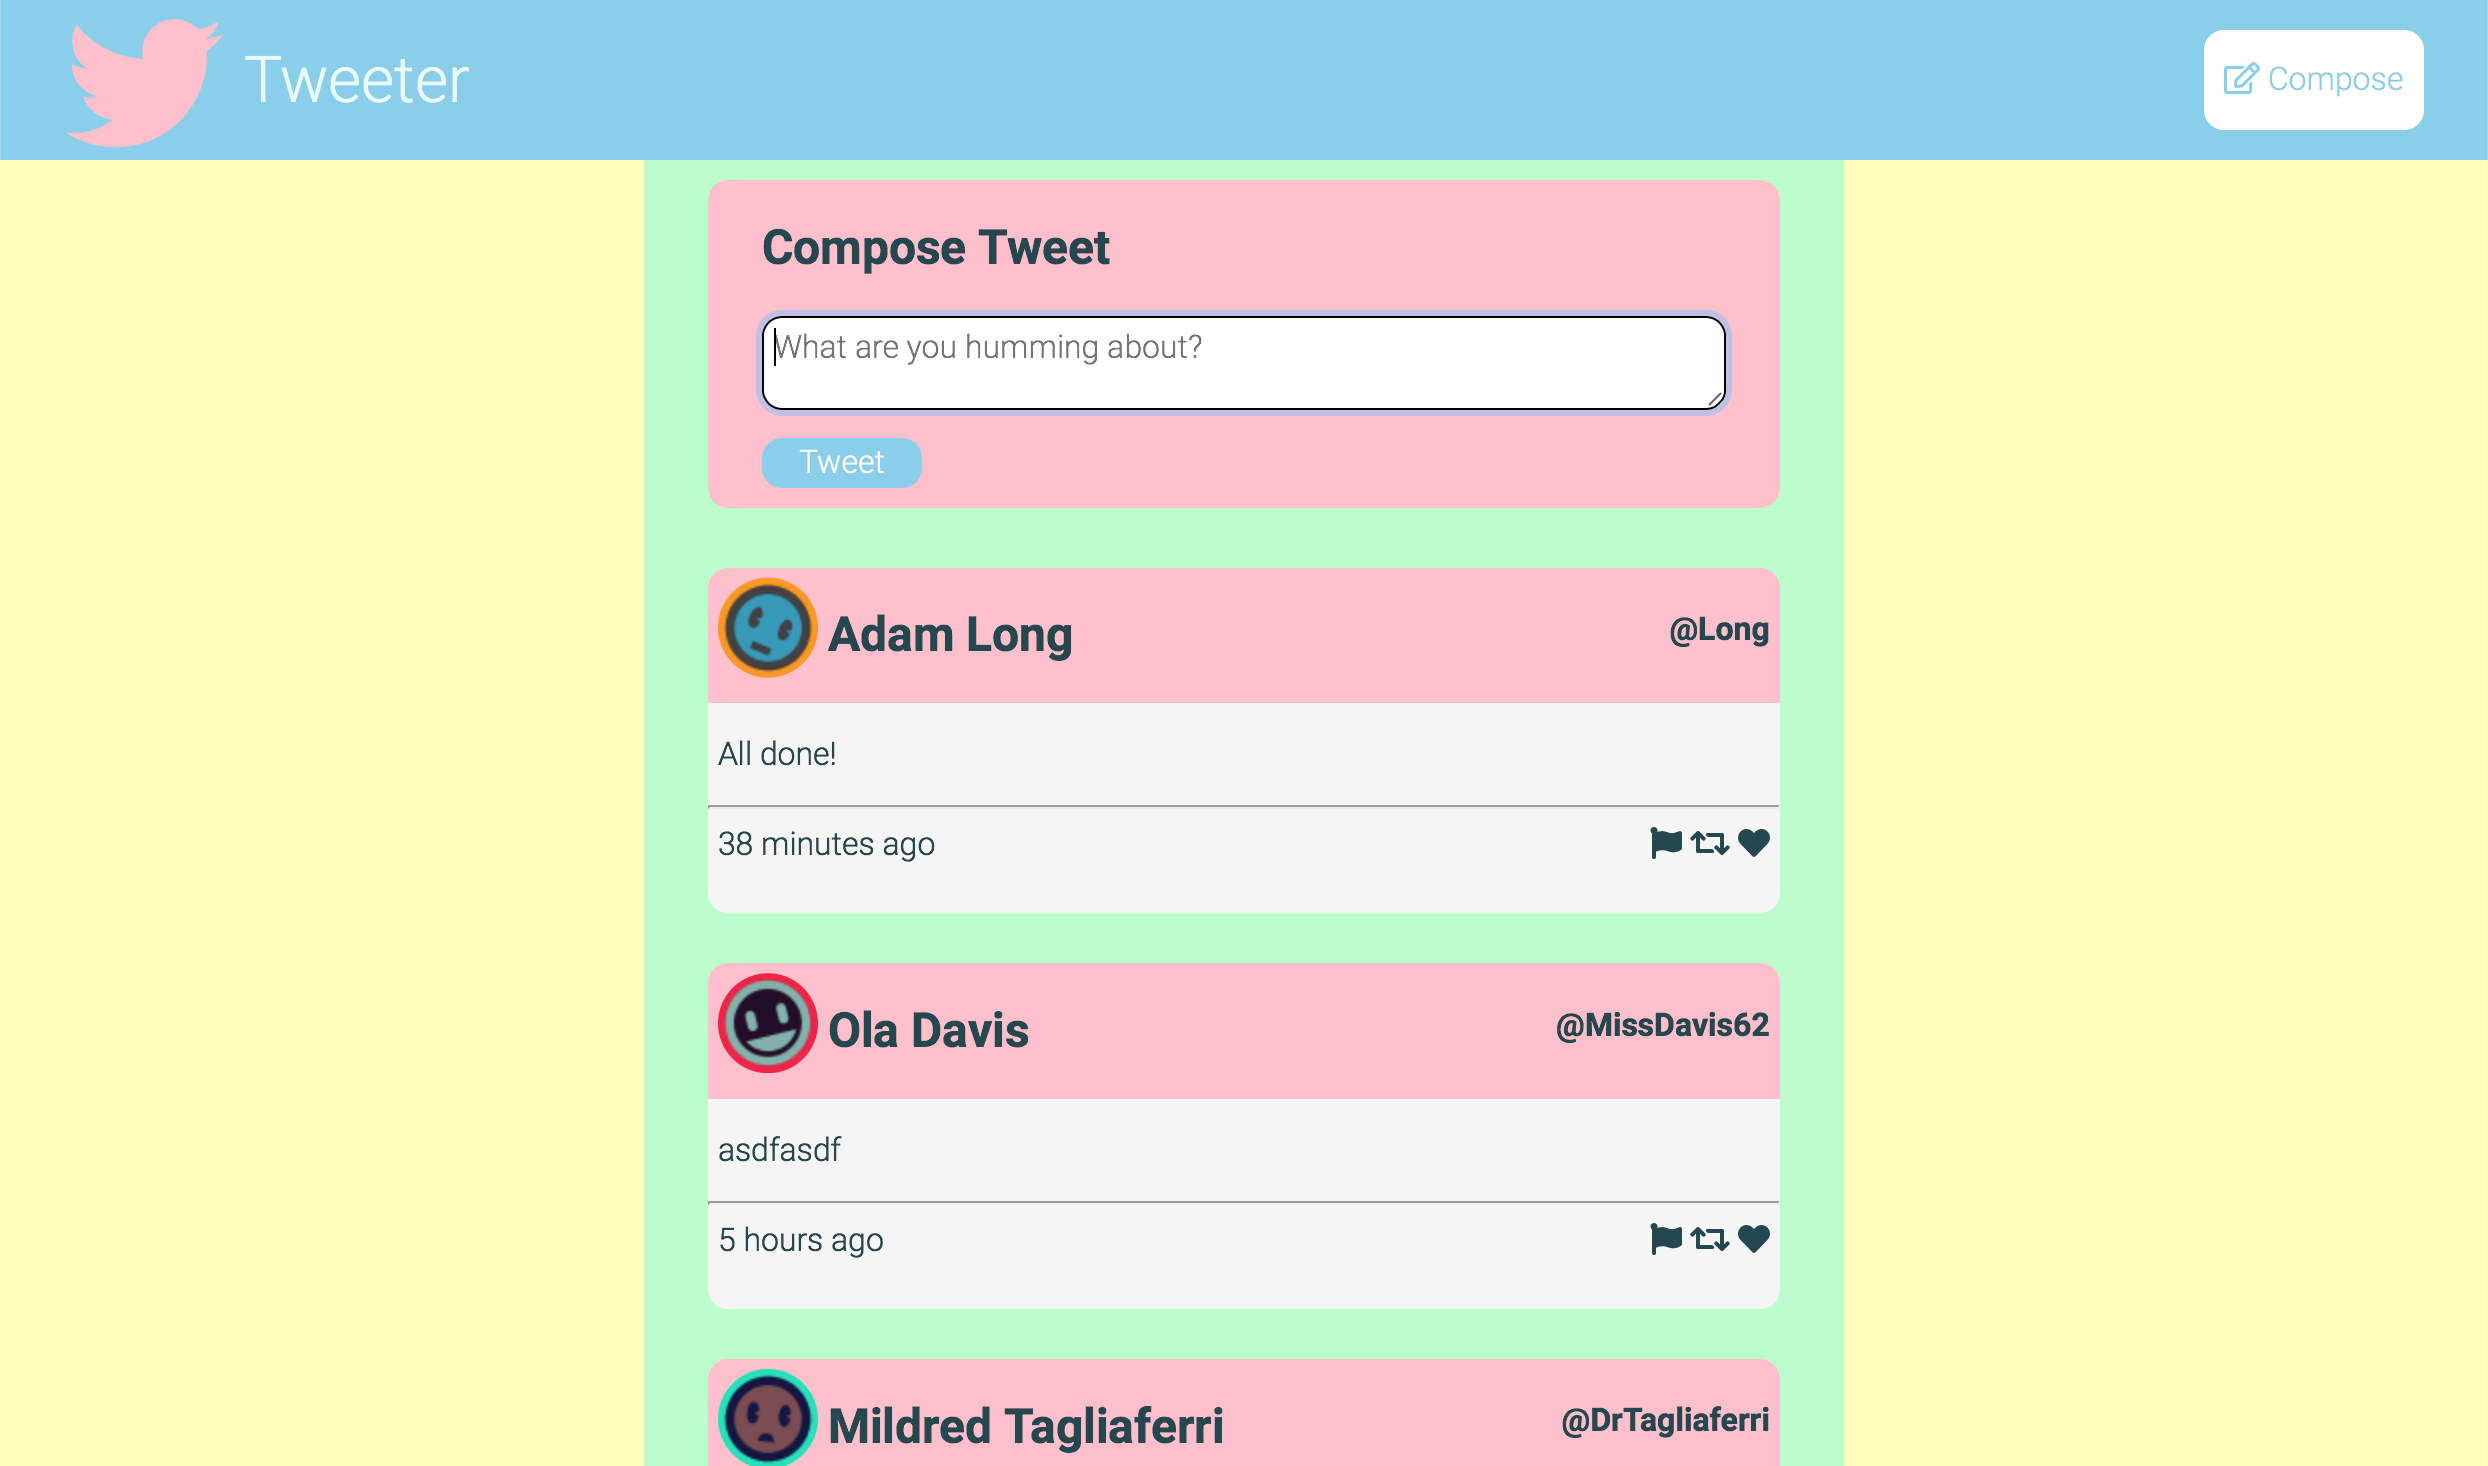 Tweeter
Compose
Compose Tweet
What are you humming about?
Tweet
Adam Long
@Long
All done!
38 minutes ago
Ola Davis
@MissDavis62
asdfasdf
5 hours ago
Mildred Tagliaferri
@DrTagliaferri